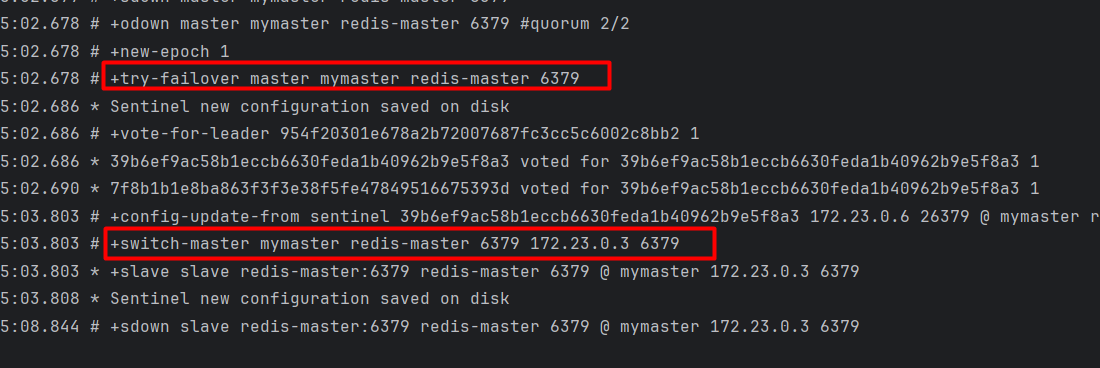 5:02.678 # +odown master mymaster redis-master 6379 #quorum 2/2
5:02.678 # +new-epoch 1
5:02.678 # +try-failover master mymaster redis-master 6379
5:02.686 * Sentinel new configuration saved on disk
5:02.686 # +vote-for-leader 954f20301e678a2b72007687fc3cc5c6002c8bb2 1
5:02.686 * 39b6ef9ac58b1eccb6630feda1b40962b9e5f8a3 voted for 39b6ef9ac58b1eccb6630feda1b40962b9e5f8a3 1
5:02.690 * 7f8b1b1e8ba863f3f3e38f5fe47849516675393d voted for 39b6ef9ac58b1eccb6630feda1b40962b9e5f8a3 1
5:03.803 # +config-update-from sentinel 39b6ef9ac58b1eccb6630feda1b40962b9e5f8a3 172.23.0.6 26379 @ mymaster r
5:03.803 # +switch-master mymaster redis-master 6379 172.23.0.3 6379
5:03.803 * +slave slave redis-master:6379 redis-master 6379 @ mymaster 172.23.0.3 6379
5:03.808 * Sentinel new configuration saved on disk
5:08.844 # +sdown slave redis-master:6379 redis-master 6379 @ mymaster 172.23.0.3 6379